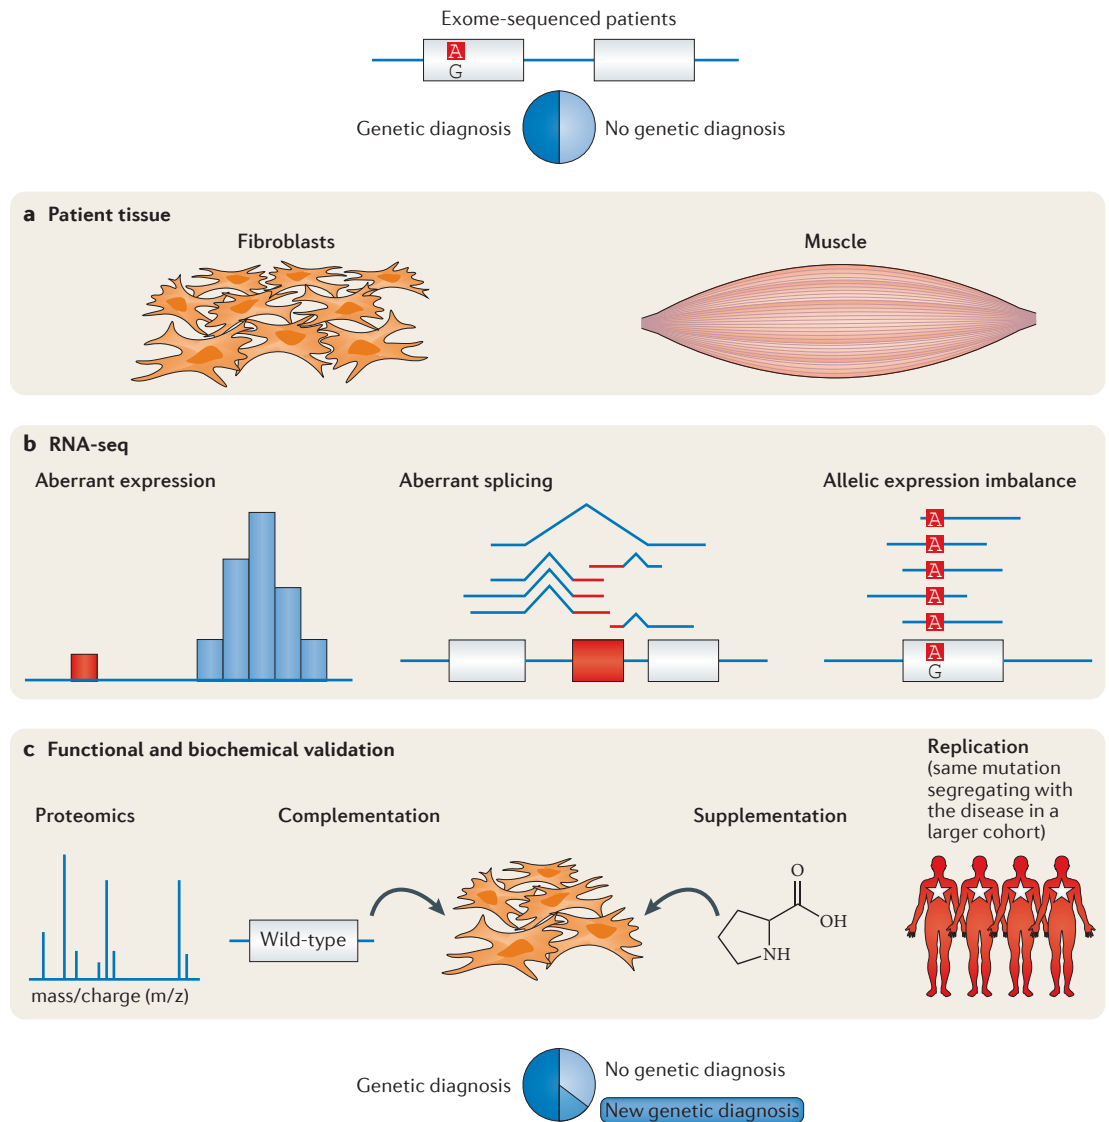 Exome-sequenced patients
A
G
Genetic diagnosis
No genetic diagnosis
a Patient tissue
Fibroblasts
Muscle
b RNA-seq
Aberrant expression
Aberrant splicing
Allelic expression imbalance
A
A
A
A
A
A
G
c Functional and biochemical validation
Replication
(same mutation
segregating with
the disease in a
larger cohort)
Proteomics
Complementation
Supplementation
O
OH
NH
Wild-type
mass/charge (m/z)
Genetic diagnosis
No genetic diagnosis
New genetic diagnosis